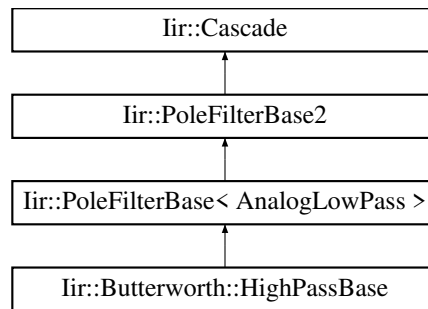 Iir::Cascade
Iir::PoleFilterBase2
Iir::PoleFilterBase< AnalogLowPass >
Iir::Butterworth::HighPassBase